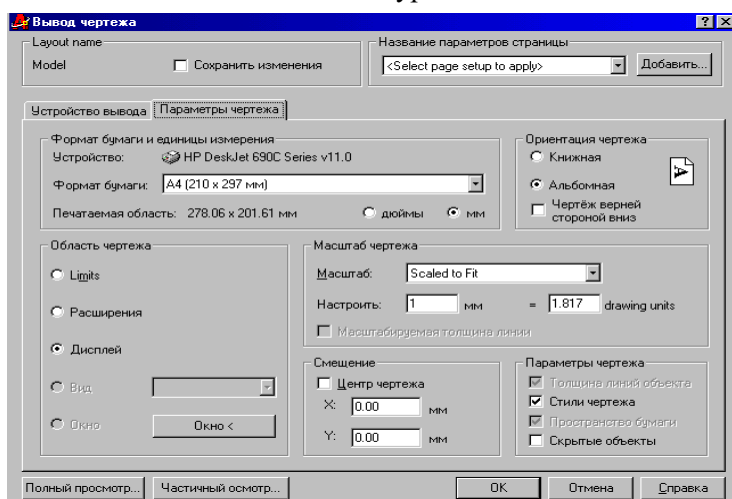 ур
Вывод чертежа
Layout name
Model
Сохранить изменения
Название параметров страницы
<Select page setup to apply>
Добавить...
Устройство вывода
Параметры чертежа
Формат бумаги и единицы измерения
Устройство: HP DeskJet 690C Series v11.0
Формат бумаги: A4 (210 x 297 мм)
Печатаемая область: 278.06 x 201.61 мм
дюймы
мм
Ориентация чертежа
Книжная
Альбомная
Чертёж верней
стороной вниз
A
Область чертежа
Limits
Расширения
Дисплей
Вид
Окно
Окно <
Масштаб чертежа
Масштаб: Scaled to Fit
Настроить: 1 мм = 1.817 drawing units
Масштабируемая толщина линии
Смещение
Центр чертежа
X: 0.00 мм
Y: 0.00 мм
Параметры чертежа
Толщина линий объекта
Стили чертежа
Пространство бумаги
Скрытые объекты
Полный просмотр...
Частичный осмотр...
OK
Отмена
Справка